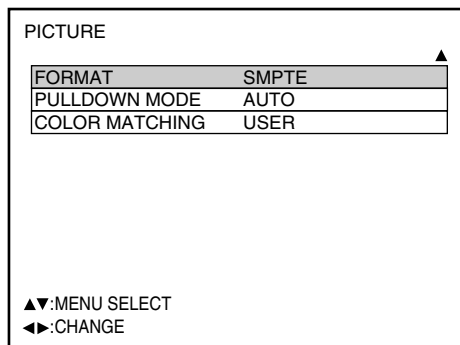 PICTURE
▲
FORMAT SMPTE
PULLDOWN MODE AUTO
COLOR MATCHING USER
▲▼:MENU SELECT
◀▶:CHANGE